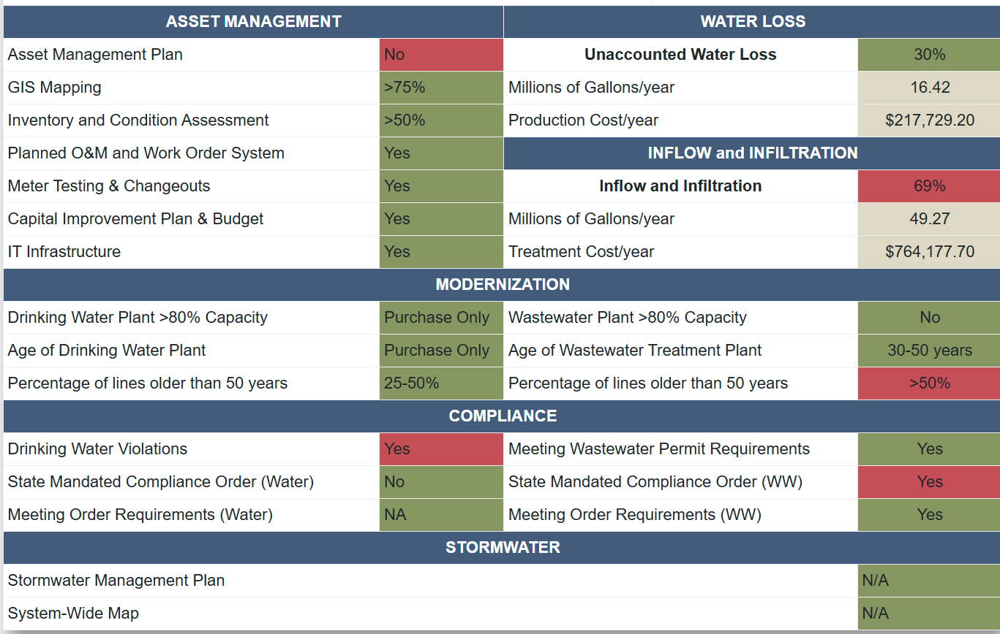 ASSET MANAGEMENT WATER LOSS
Asset Management Plan No Unaccounted Water Loss 30%
GIS Mapping >75% Millions of Gallons/year 16.42
Inventory and Condition Assessment >50% Production Cost/year $217,729.20
Planned O&M and Work Order System Yes INFLOW and INFILTRATION
Meter Testing & Changeouts Yes Inflow and Infiltration 69%
Capital Improvement Plan & Budget Yes Millions of Gallons/year 49.27
IT Infrastructure Yes Treatment Cost/year $764,177.70
MODERNIZATION
Drinking Water Plant >80% Capacity Purchase Only Wastewater Plant >80% Capacity No
Age of Drinking Water Plant Purchase Only Age of Wastewater Treatment Plant 30-50 years
Percentage of lines older than 50 years 25-50% Percentage of lines older than 50 years >50%
COMPLIANCE
Drinking Water Violations Yes Meeting Wastewater Permit Requirements Yes
State Mandated Compliance Order (Water) No State Mandated Compliance Order (WW) Yes
Meeting Order Requirements (Water) NA Meeting Order Requirements (WW) Yes
STORMWATER
Stormwater Management Plan N/A
System-Wide Map N/A